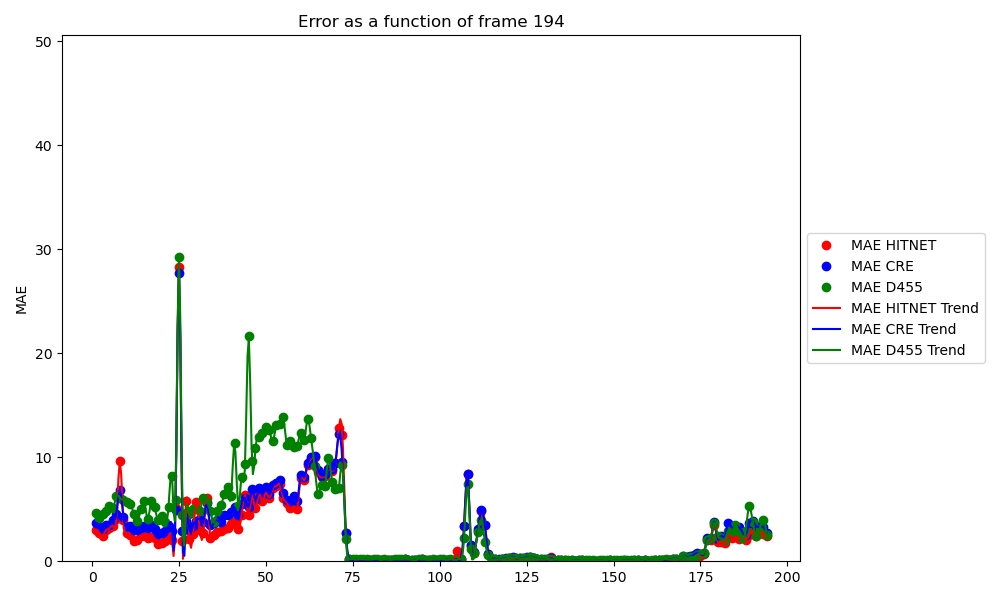 Error as a function of frame 194
50
40
30
20
10
0
MAE
0 25 50 75 100 125 150 175 200
MAE HITNET
MAE CRE
MAE D455
MAE HITNET Trend
MAE CRE Trend
MAE D455 Trend